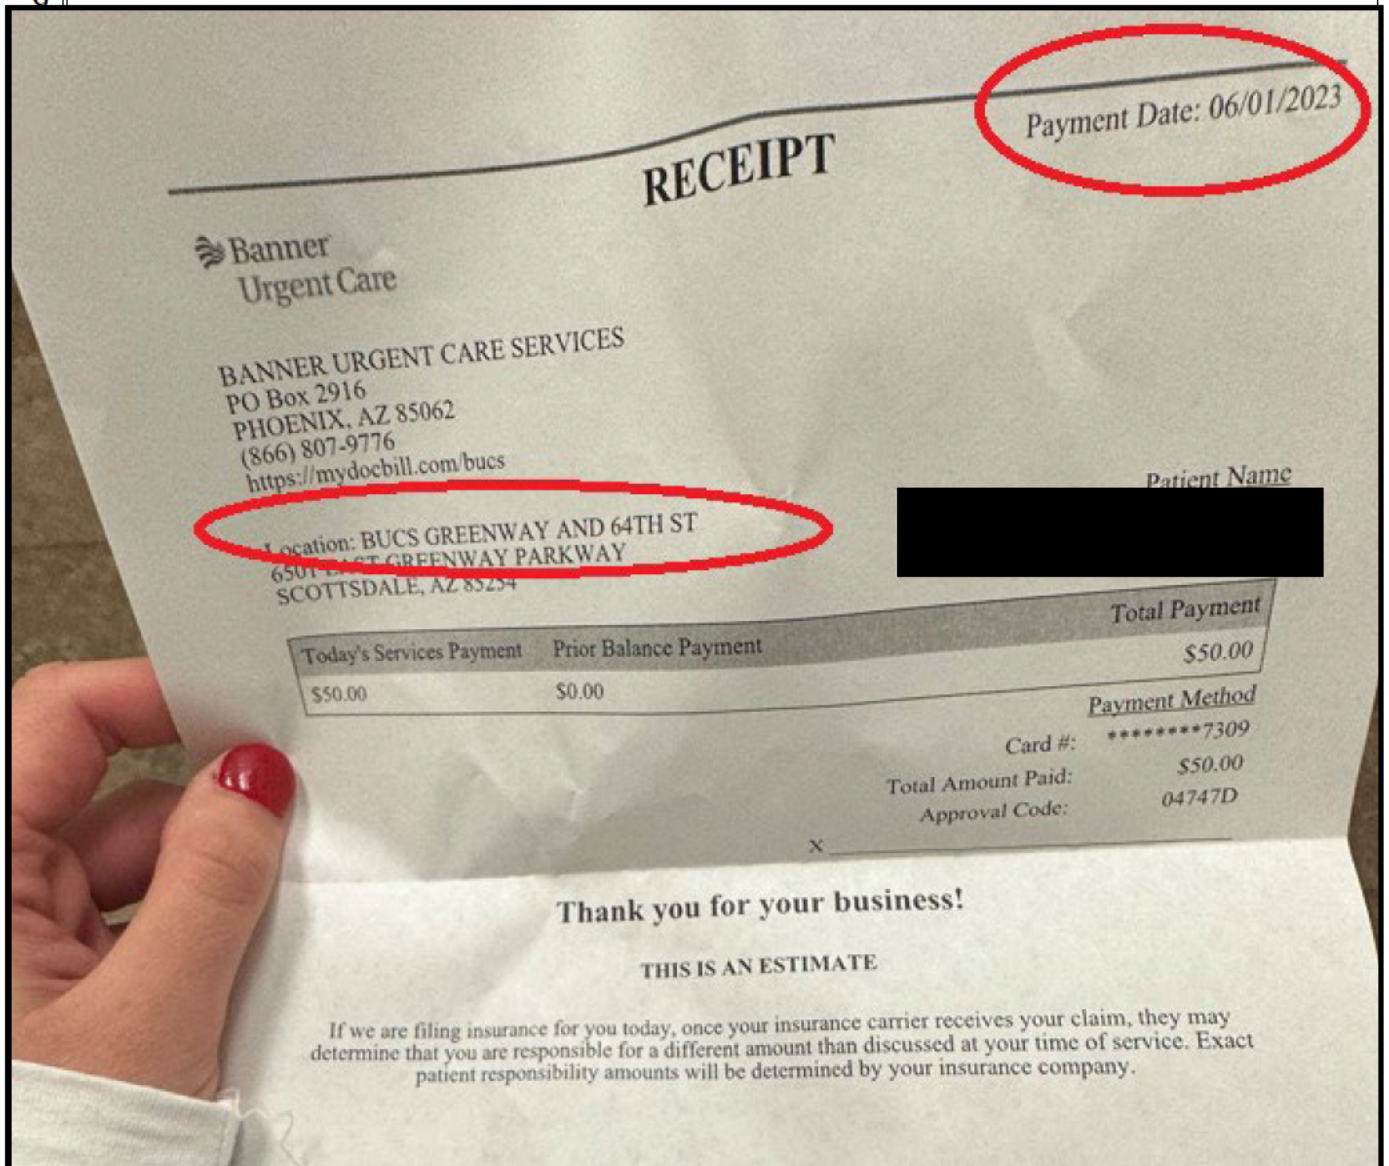 Payment Date: 06/01/2023
RECEIPT
Banner
Urgent Care
BANNER URGENT CARE SERVICES
PO Box 2916
PHOENIX, AZ 85062
(866) 807-9776
https://mydocbill.com/bucs
Patient Name
Location: BUCS GREENWAY AND 64TH ST
6501 EAST GREENWAY PARKWAY
SCOTTSDALE, AZ 85254
Today's Services Payment Prior Balance Payment Total Payment
$50.00 $0.00 $50.00
Payment Method
Card #: ********7309
Total Amount Paid: $50.00
Approval Code: 04747D
X
Thank you for your business!
THIS IS AN ESTIMATE
If we are filing insurance for you today, once your insurance carrier receives your claim, they may
determine that you are responsible for a different amount than discussed at your time of service. Exact
patient responsibility amounts will be determined by your insurance company.